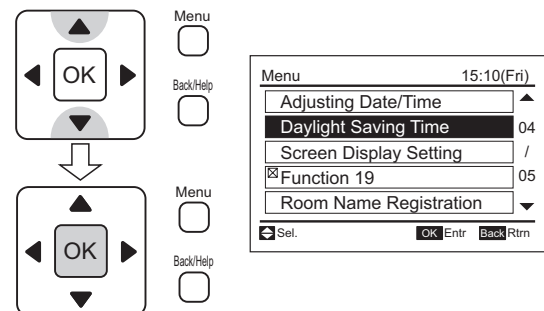 Menu
OK
Back/Help
Menu
OK
Back/Help
Menu 15:10(Fri)
Adjusting Date/Time
Daylight Saving Time 04
Screen Display Setting /
Function 19 05
Room Name Registration
Sel. OK Entr Back Rtrn